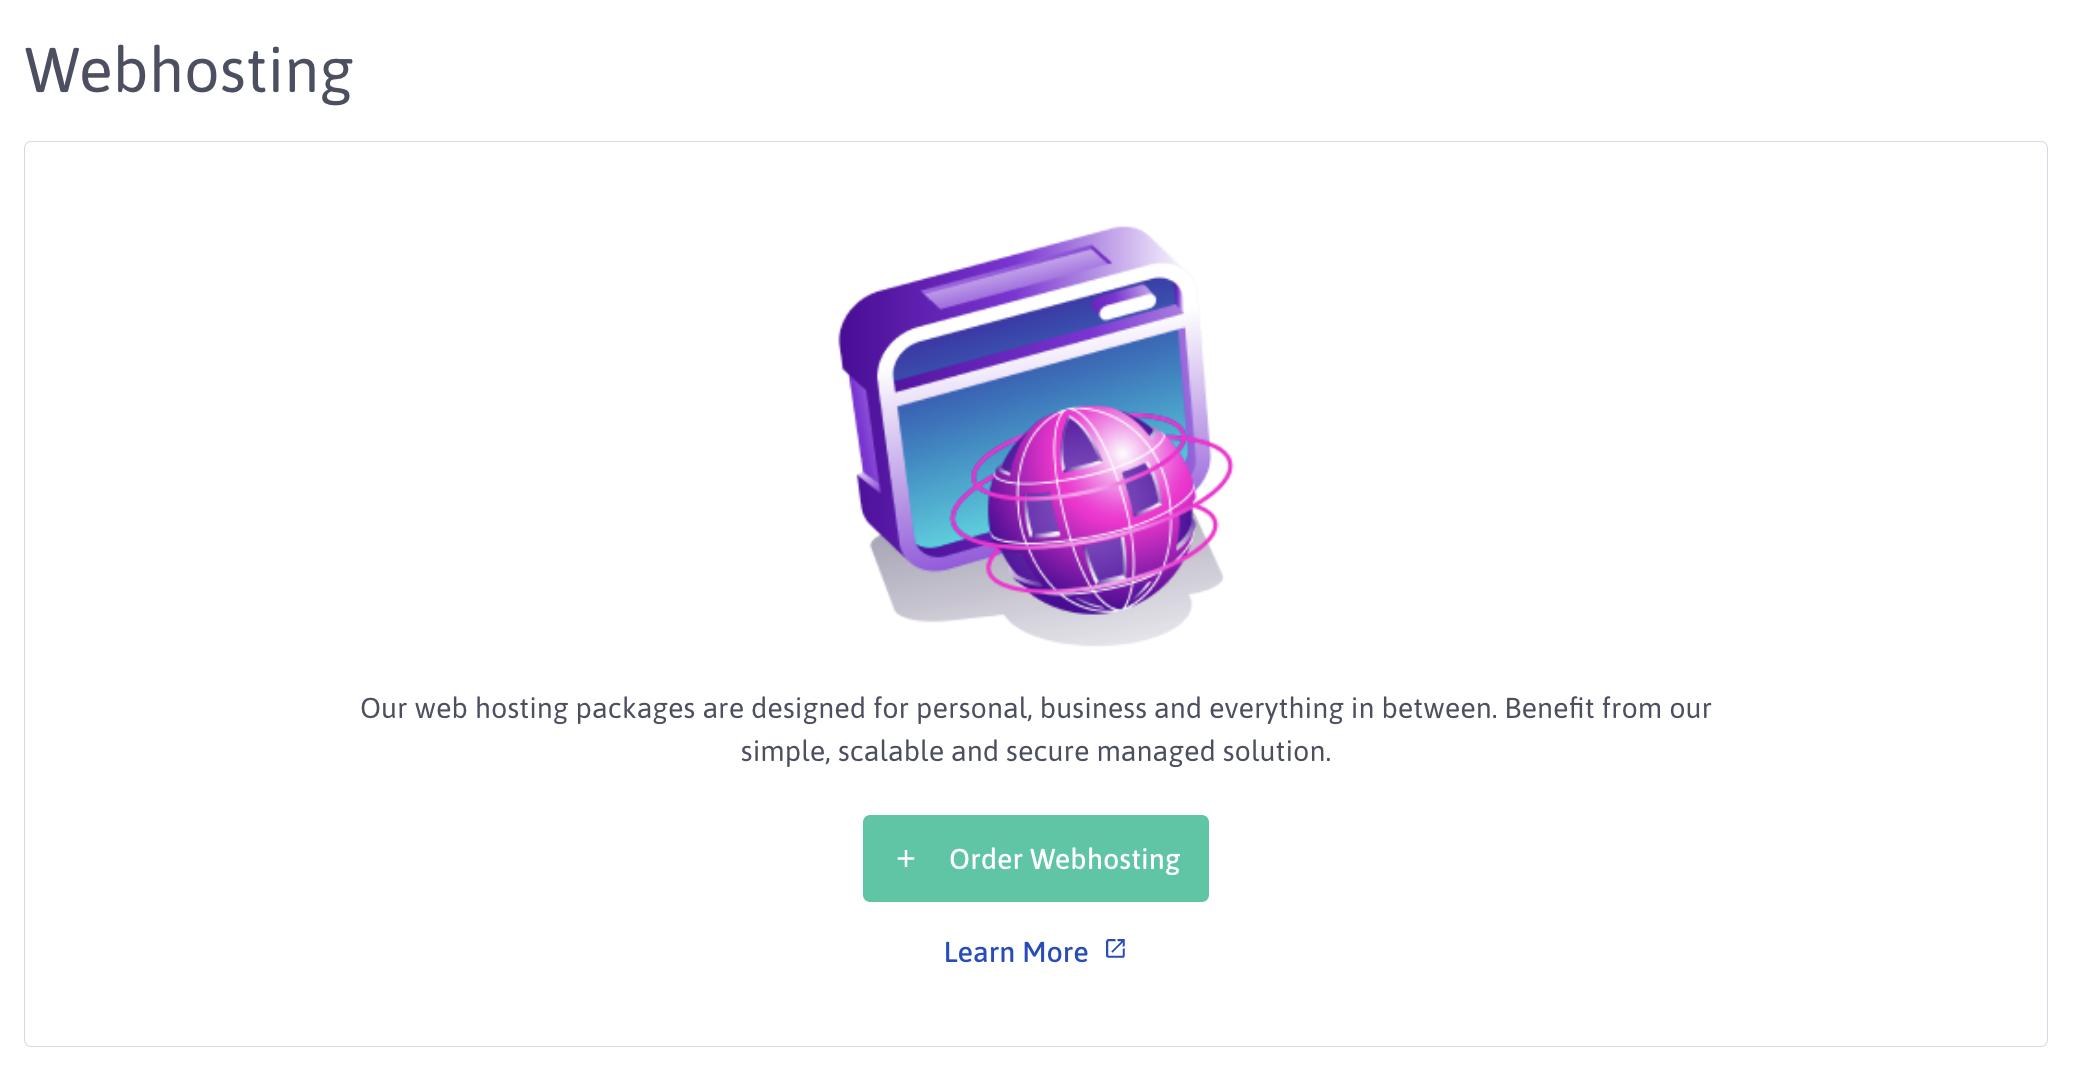 Webhosting
Our web hosting packages are designed for personal, business and everything in between. Benefit from our
simple, scalable and secure managed solution.
+ Order Webhosting
Learn More